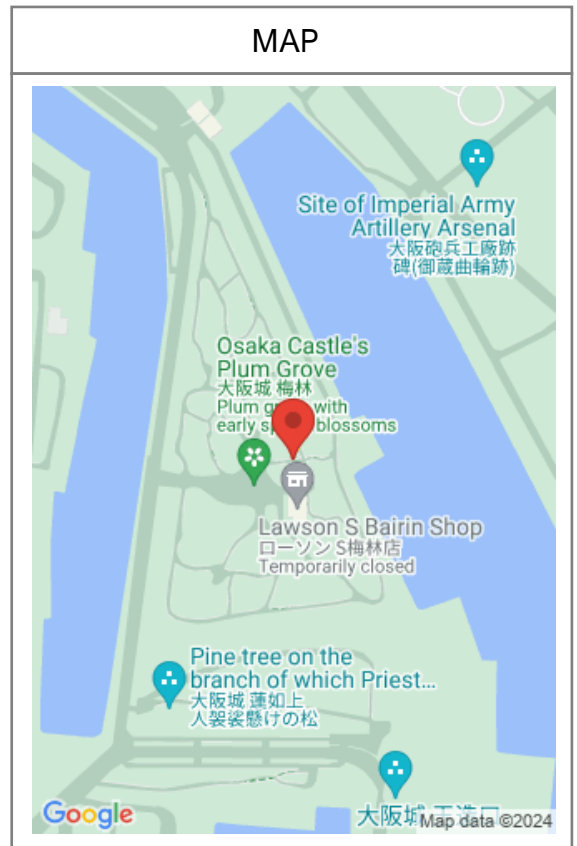 MAP
Site of Imperial Army
Artillery Arsenal
大阪砲兵工廠跡
碑(御蔵曲輪跡)
Osaka Castle's
Plum Grove
大阪城 梅林
Plum with
early blossoms
Lawson S Bairin Shop
ローソン S梅林店
Temporarily closed
Pine tree on the
branch of which Priest...
大阪城 蓮如上
人袈裟懸けの松
大阪城
Google
Map data ©2024